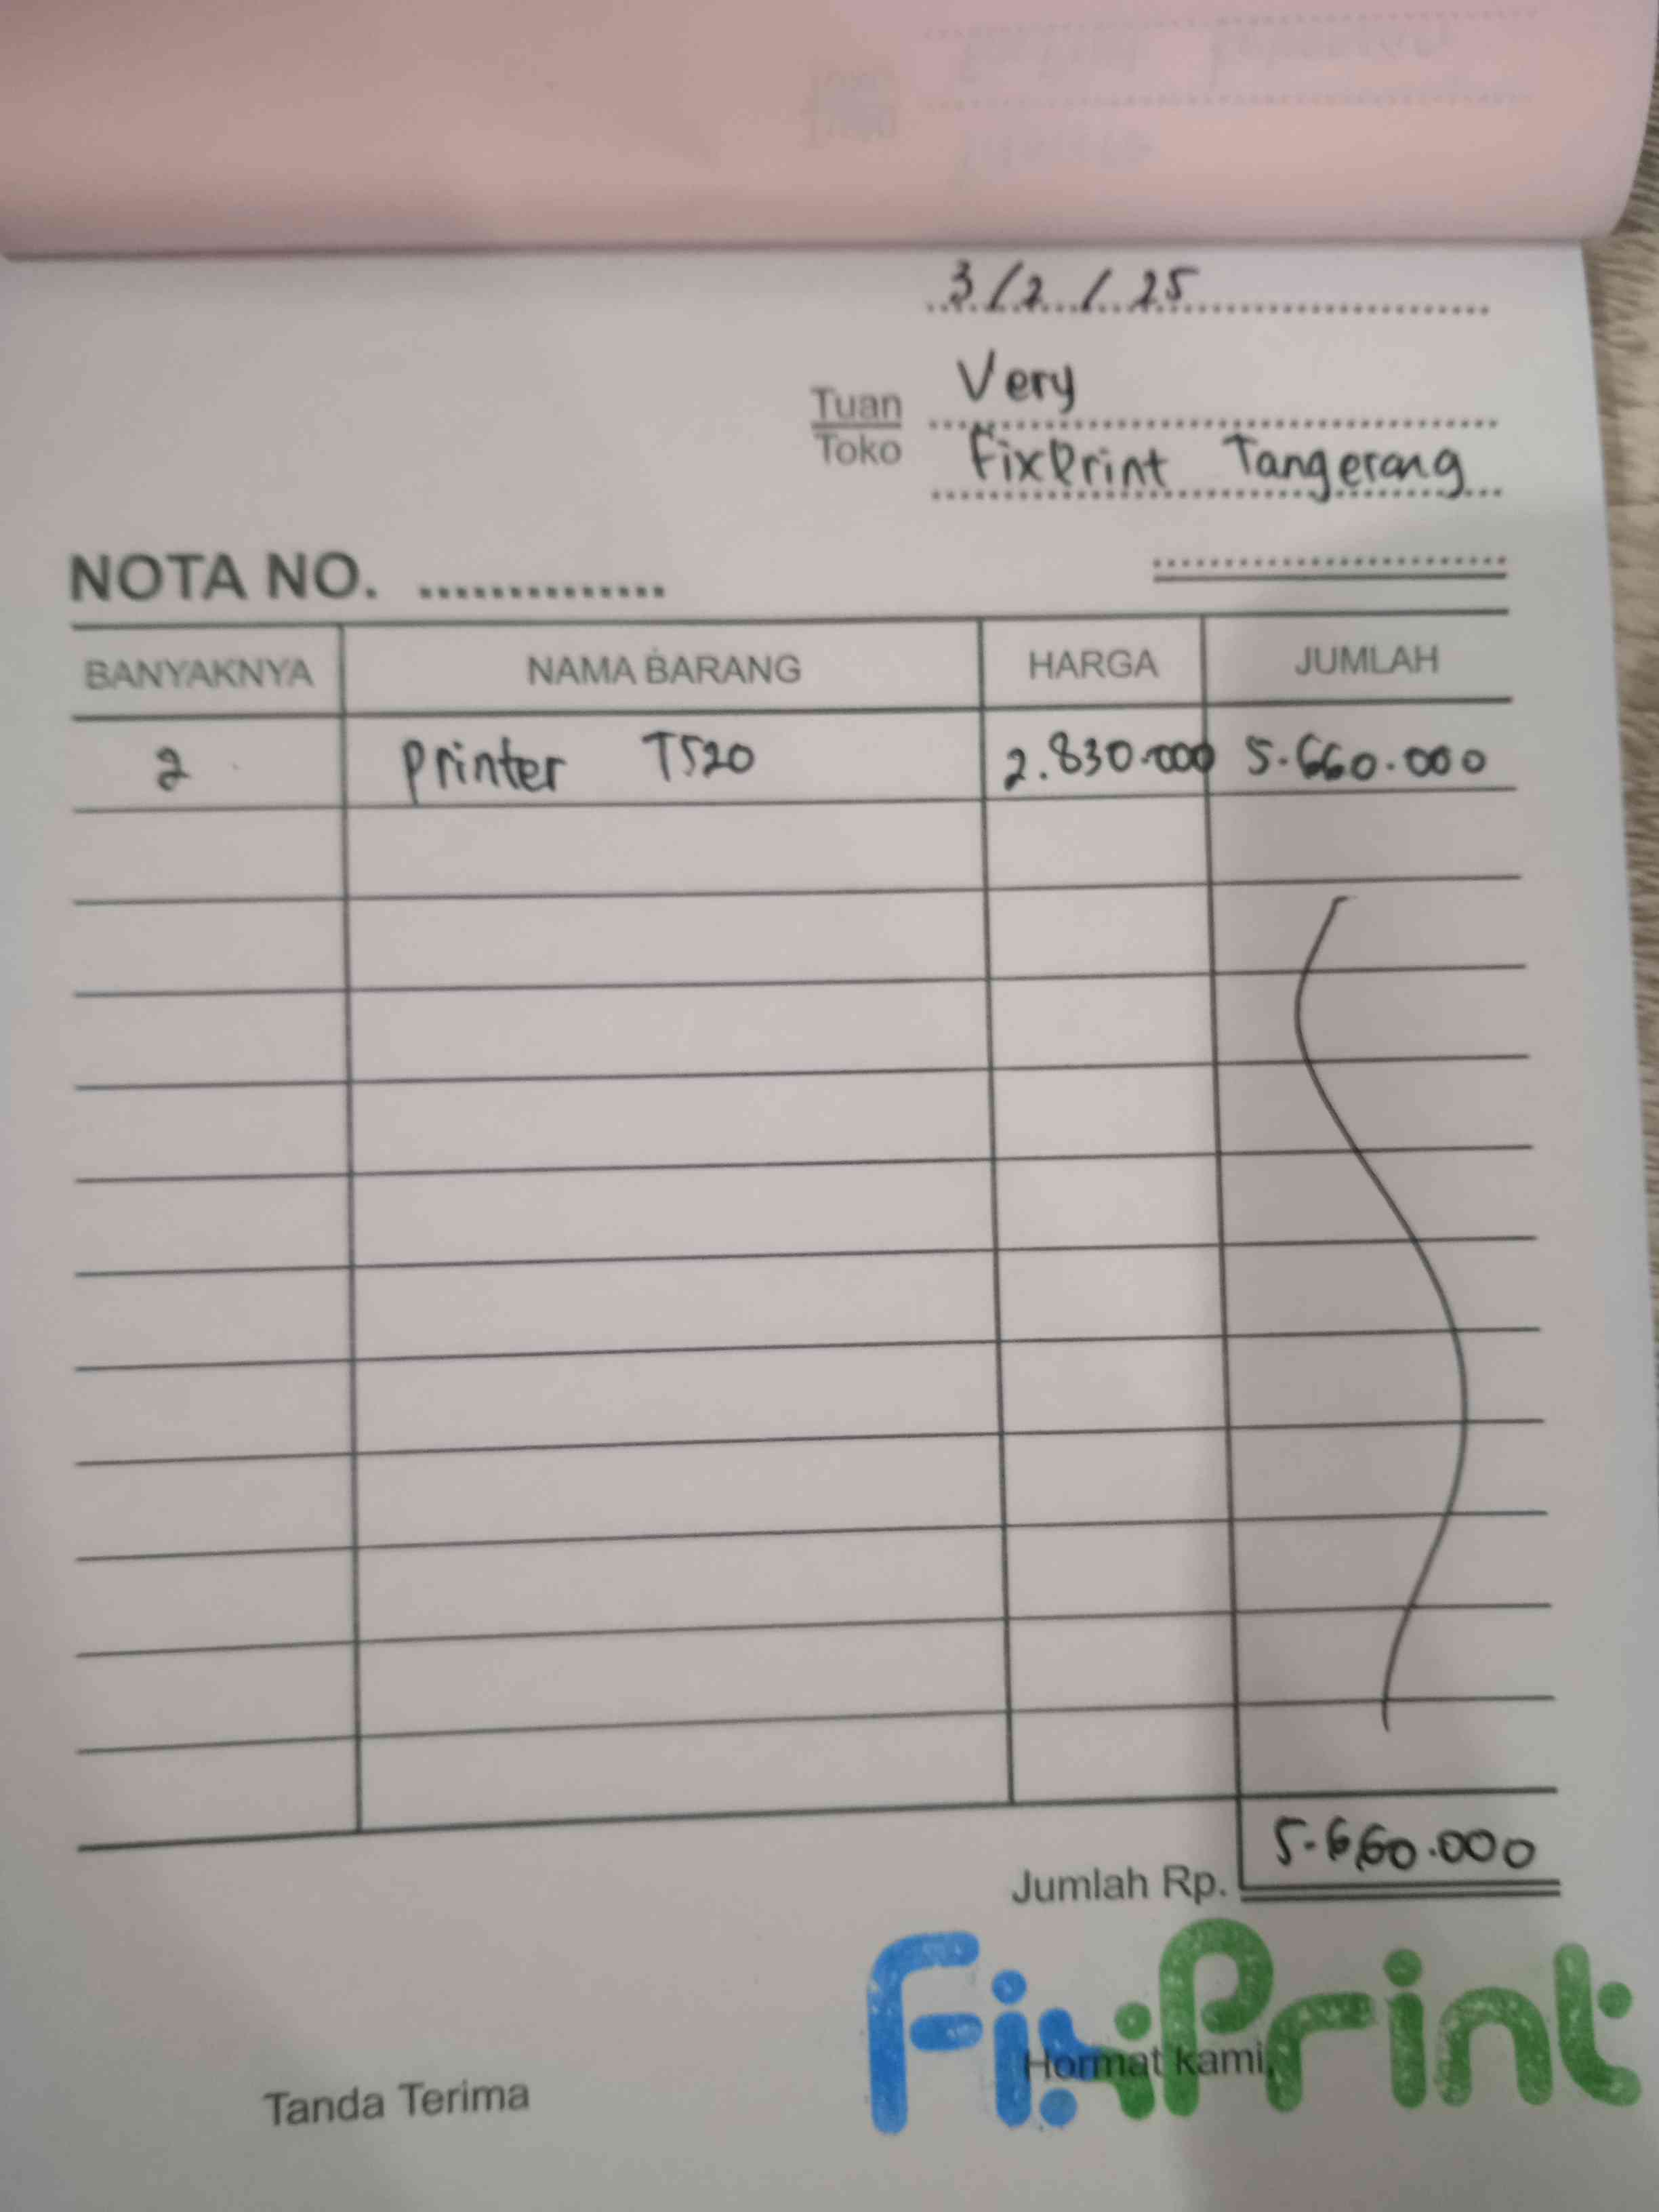 3/2/25
Very
Tuan
Toko
FixPrint Tangerang
NOTA NO. ..............
BANYAKNYA NAMA BARANG HARGA JUMLAH
2 Printer T520 2.830.000 5.660.000
Jumlah Rp. 5.660.000
FixPrint
Hormat kami,
Tanda Terima